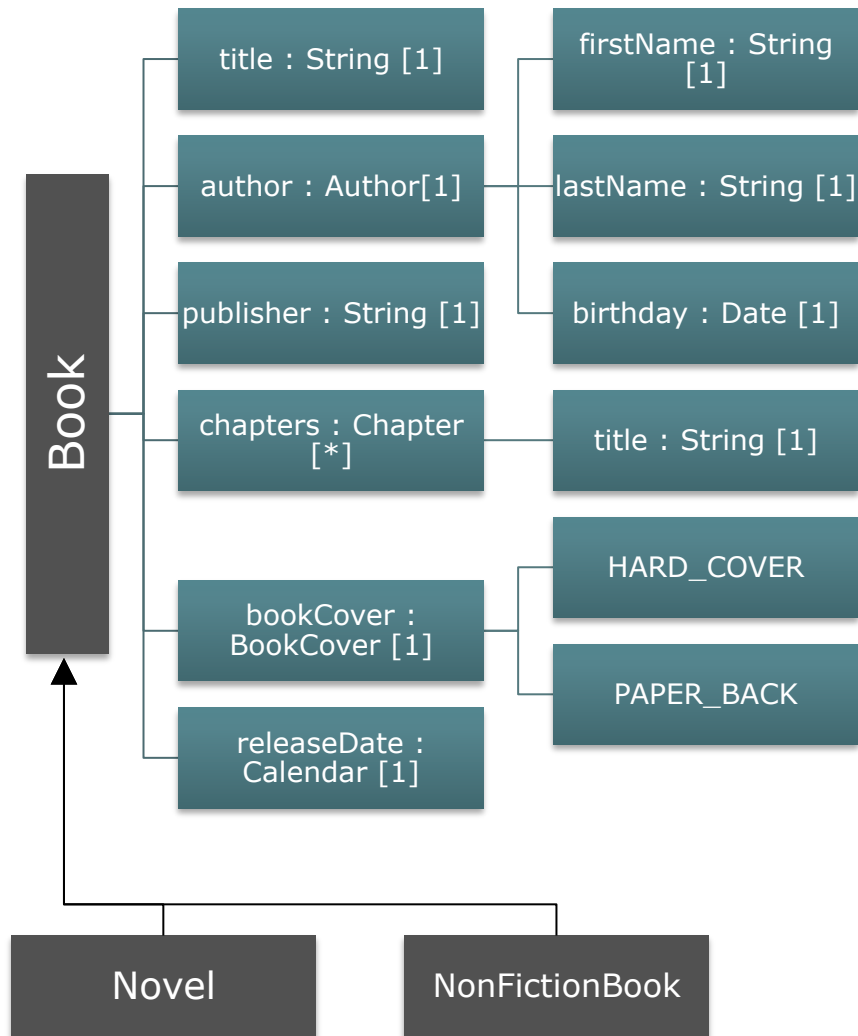 title : String [1]
firstName : String
[1]
author : Author[1]
lastName : String [1]
Book
publisher : String [1]
birthday : Date [1]
chapters : Chapter
[*]
title : String [1]
HARD_COVER
bookCover :
BookCover [1]
PAPER_BACK
releaseDate :
Calendar [1]
Novel
NonFictionBook